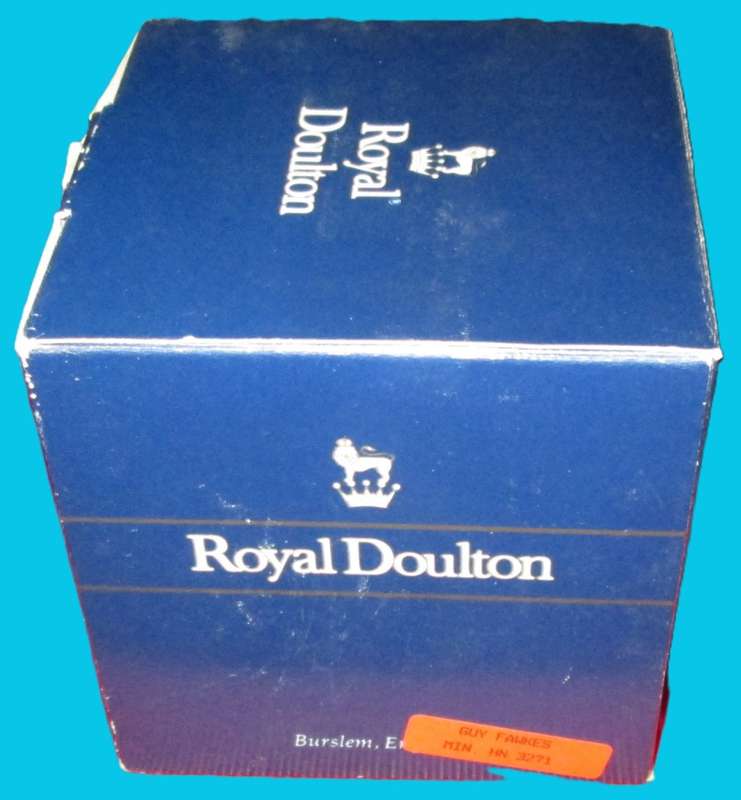 Royal
Doulton
Royal Doulton
Burslem, E
GUY FAWKES
MIN HN 3271